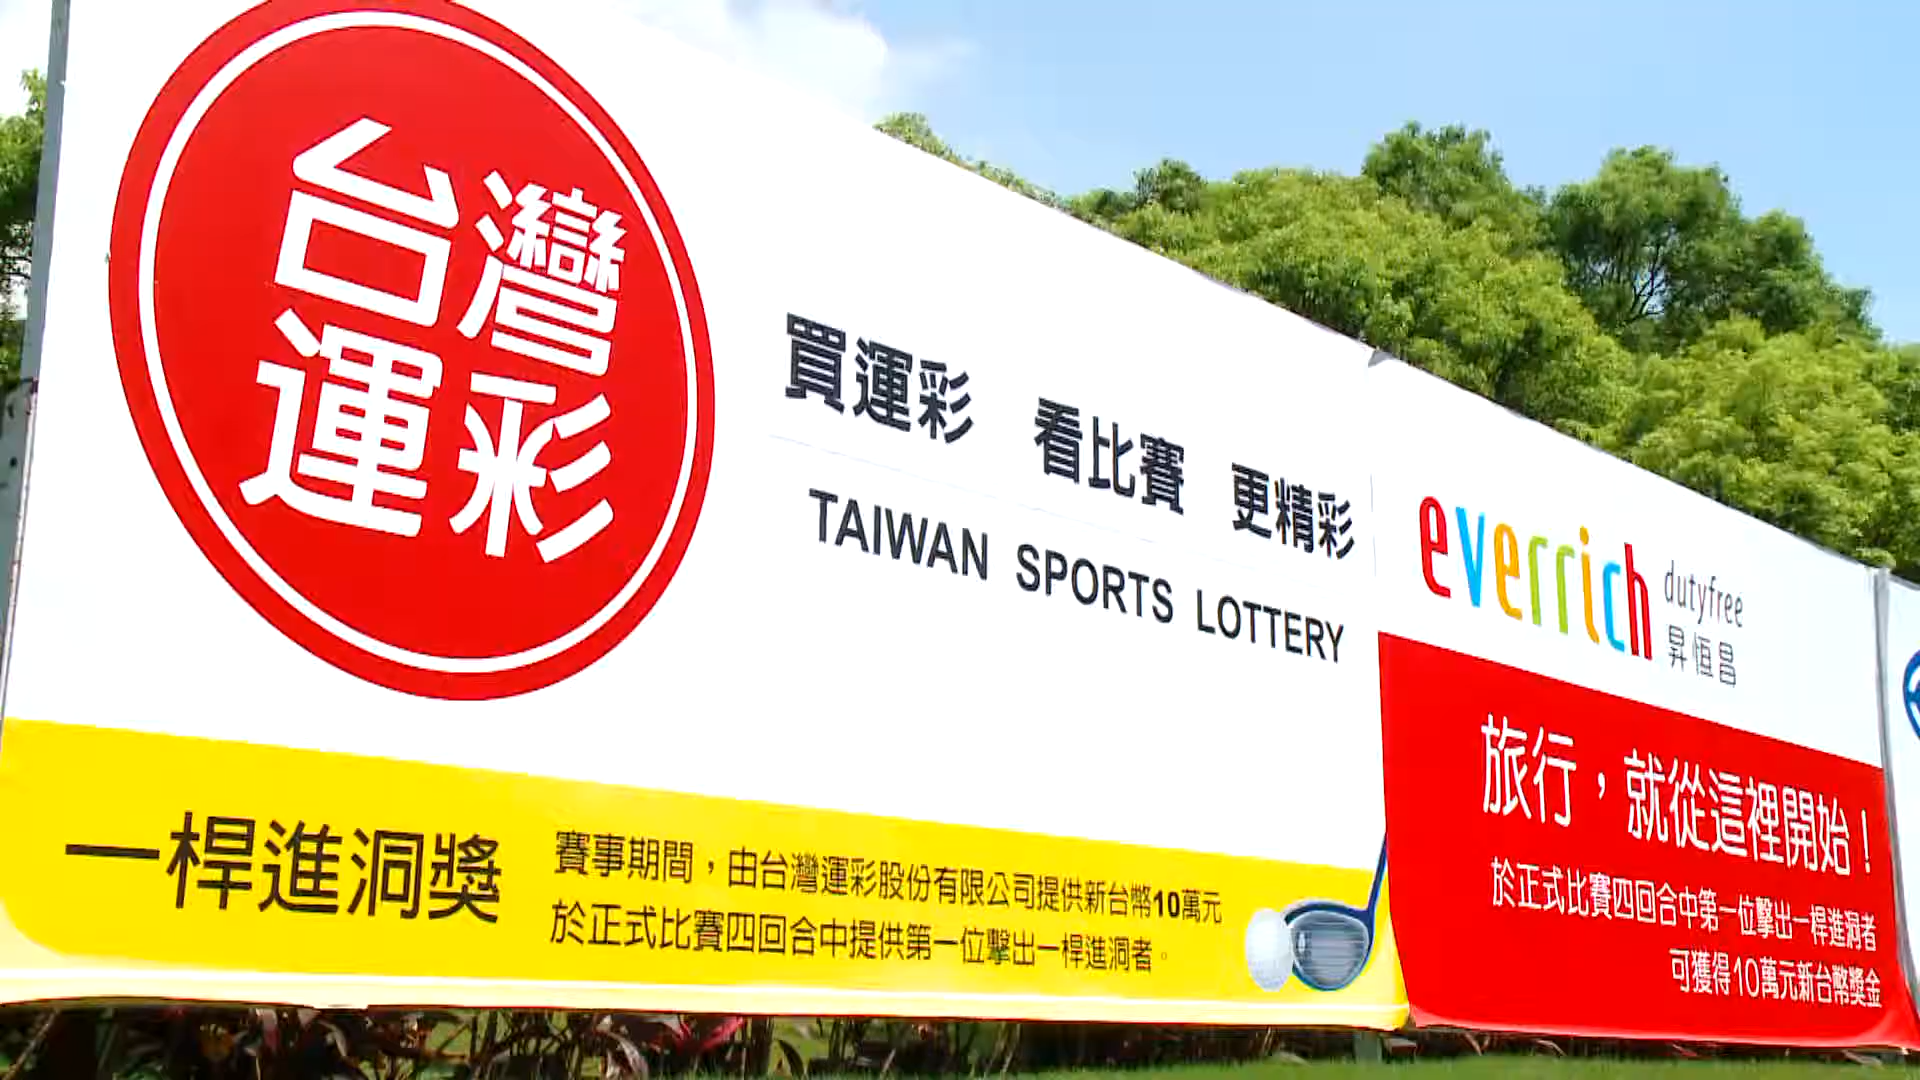 台灣
運彩
買運彩 看比賽 更精彩
TAIWAN SPORTS LOTTERY
一桿進洞獎
賽事期間，由台灣運彩股份有限公司提供新台幣10萬元
於正式比賽四回合中提供第一位擊出一桿進洞者。
everrich dutyfree
昇恆昌
旅行，就從這裡開始！
於正式比賽四回合中第一位擊出一桿進洞者
可獲得10萬元新台幣獎金